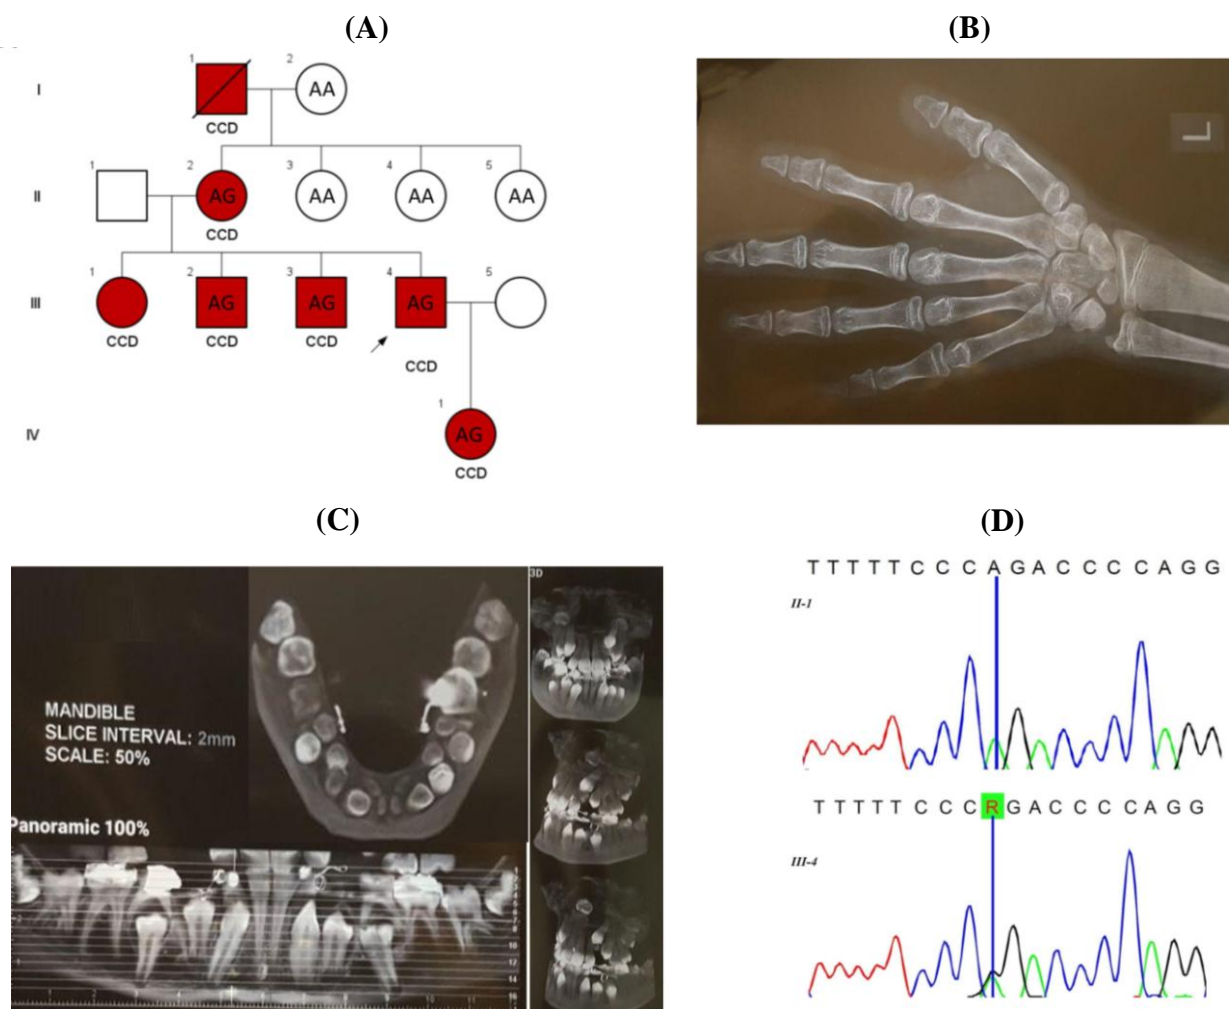 (A)
(B)
1
2
I
AA
CCD
1
2
3
4
5
II
AG
AA
AA
AA
CCD
1
2
3
4
5
III
AG
AG
AG
CCD
CCD
CCD
CCD
1
IV
AG
CCD
L
(C)
(D)
MANDIBLE
SLICE INTERVAL: 2mm
SCALE: 50%
Panoramic 100%
3D
TTTTTCCCAGACCCCAGG
II-1
TTTTTCCCRGACCCCAGG
III-4